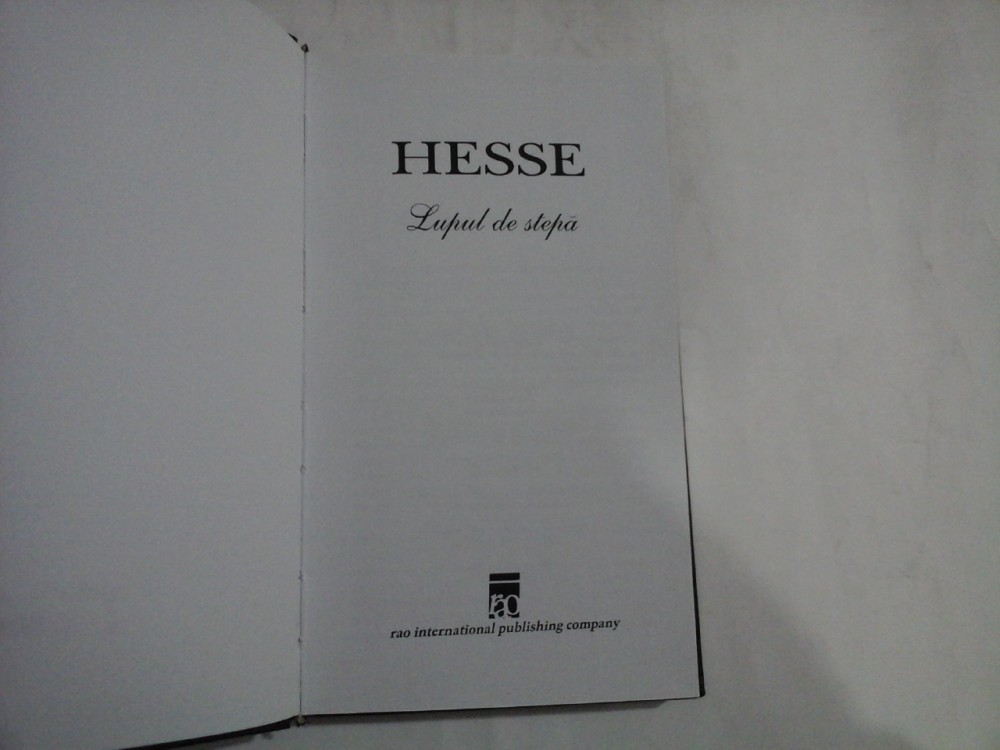 HESSE
Lupul de stepă
rao
rao international publishing company